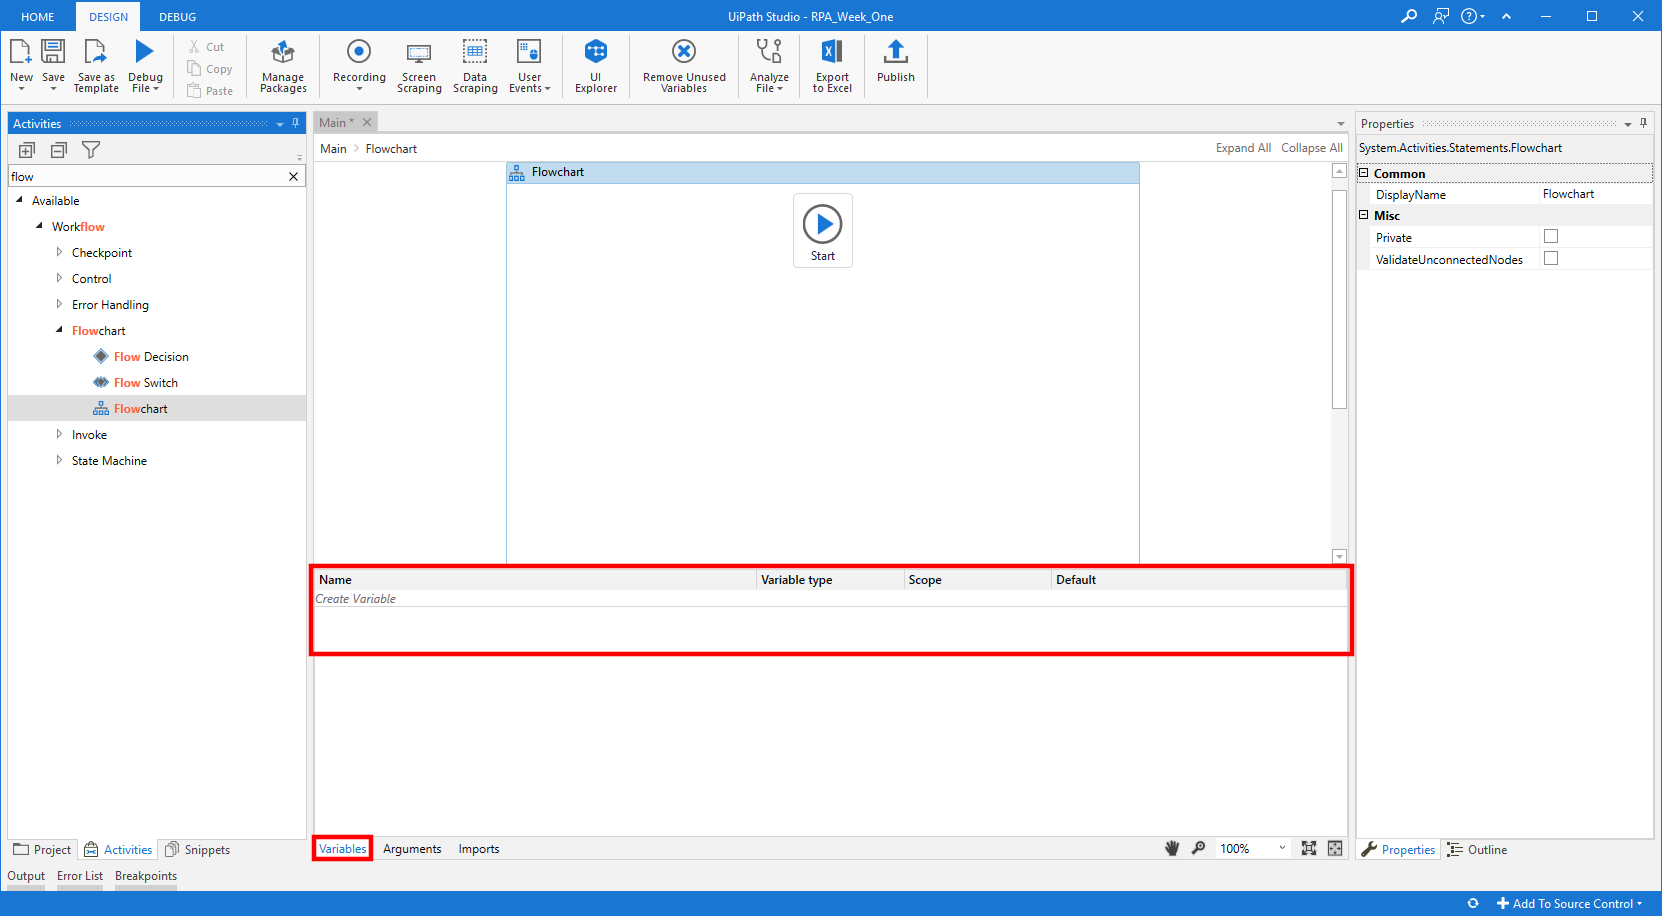 HOME DESIGN DEBUG UiPath Studio - RPA_Week_One
New Save Save as Template Debug File
Cut
Copy
Paste
Manage Packages Recording Screen Scraping Data Scraping User Events UI Explorer Remove Unused Variables Analyze File Export to Excel Publish
Activities
flow
Available
Workflow
Checkpoint
Control
Error Handling
Flowchart
Flow Decision
Flow Switch
Flowchart
Invoke
State Machine
Project Activities Snippets
Main *
Main > Flowchart Expand All Collapse All
Flowchart
Start
Name Variable type Scope Default
Create Variable
Variables Arguments Imports 100%
Properties
System.Activities.Statements.Flowchart
Common
DisplayName Flowchart
Misc
Private
ValidateUnconnectedNodes
Properties Outline
Output Error List Breakpoints
Add To Source Control